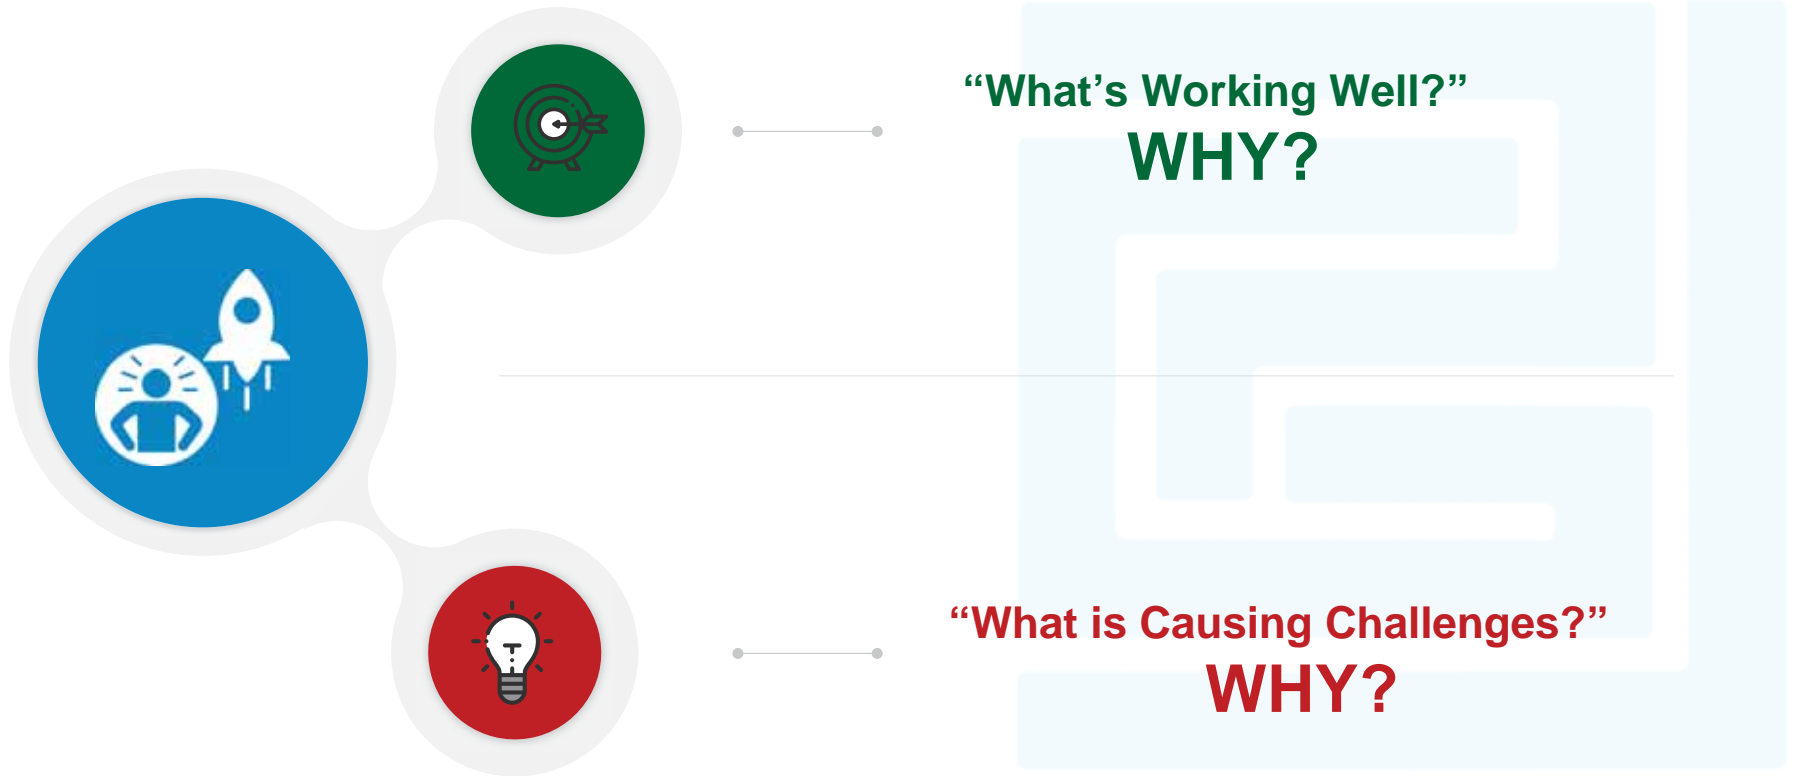 “What’s Working Well?”
WHY?
“What is Causing Challenges?”
WHY?